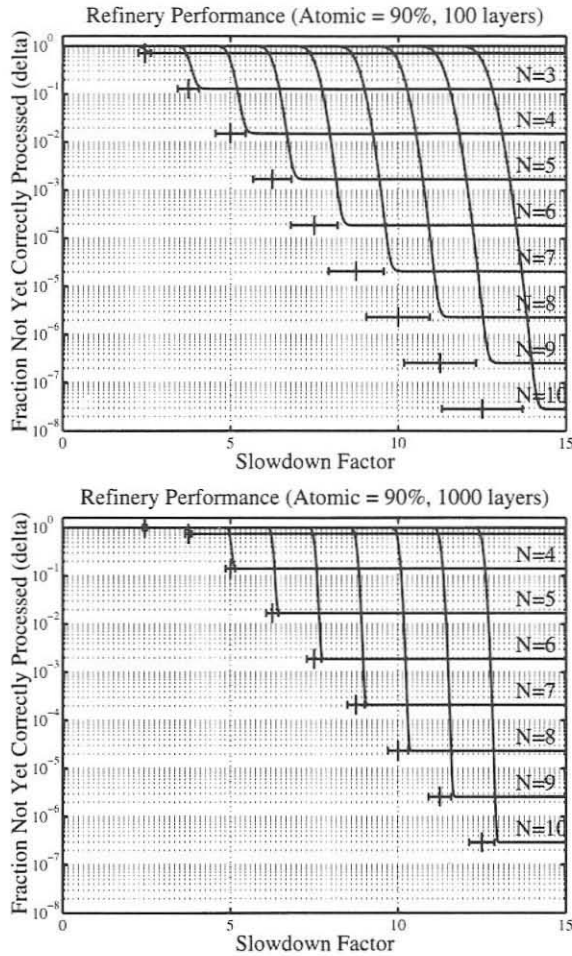 Refinery Performance (Atomic = 90%, 100 layers)
Fraction Not Yet Correctly Processed (delta)
10^0
10^-1
10^-2
10^-3
10^-4
10^-5
10^-6
10^-7
10^-8
N=3
N=4
N=5
N=6
N=7
N=8
N=9
N=10
0
5
10
15
Slowdown Factor
Refinery Performance (Atomic = 90%, 1000 layers)
Fraction Not Yet Correctly Processed (delta)
10^0
10^-1
10^-2
10^-3
10^-4
10^-5
10^-6
10^-7
10^-8
N=4
N=5
N=6
N=7
N=8
N=9
N=10
0
5
10
15
Slowdown Factor